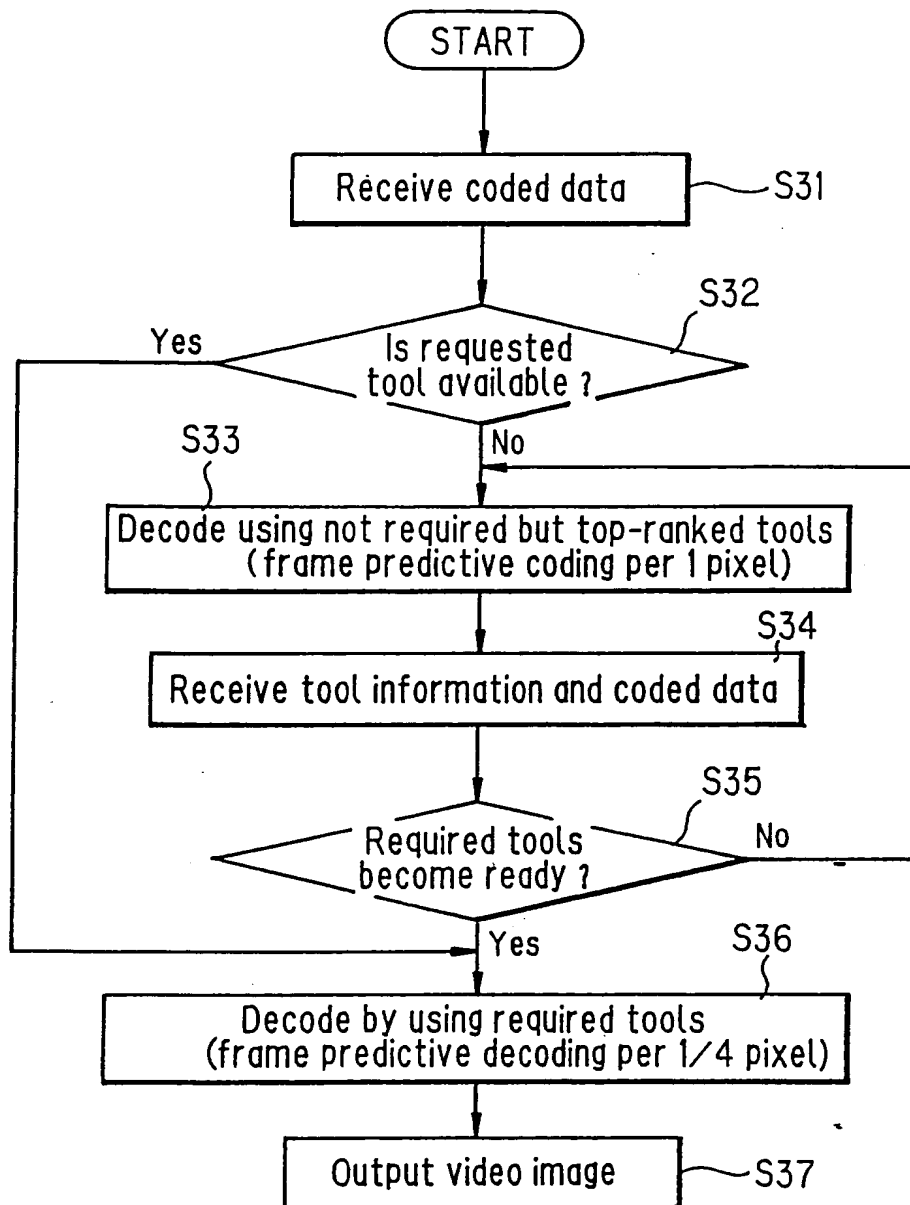 START
Receive coded data
S31
S32
Yes
Is requested
tool available ?
No
S33
Decode using not required but top-ranked tools
(frame predictive coding per 1 pixel)
S34
Receive tool information and coded data
S35
Required tools
become ready ?
No
Yes
S36
Decode by using required tools
(frame predictive decoding per 1/4 pixel)
Output video image
S37